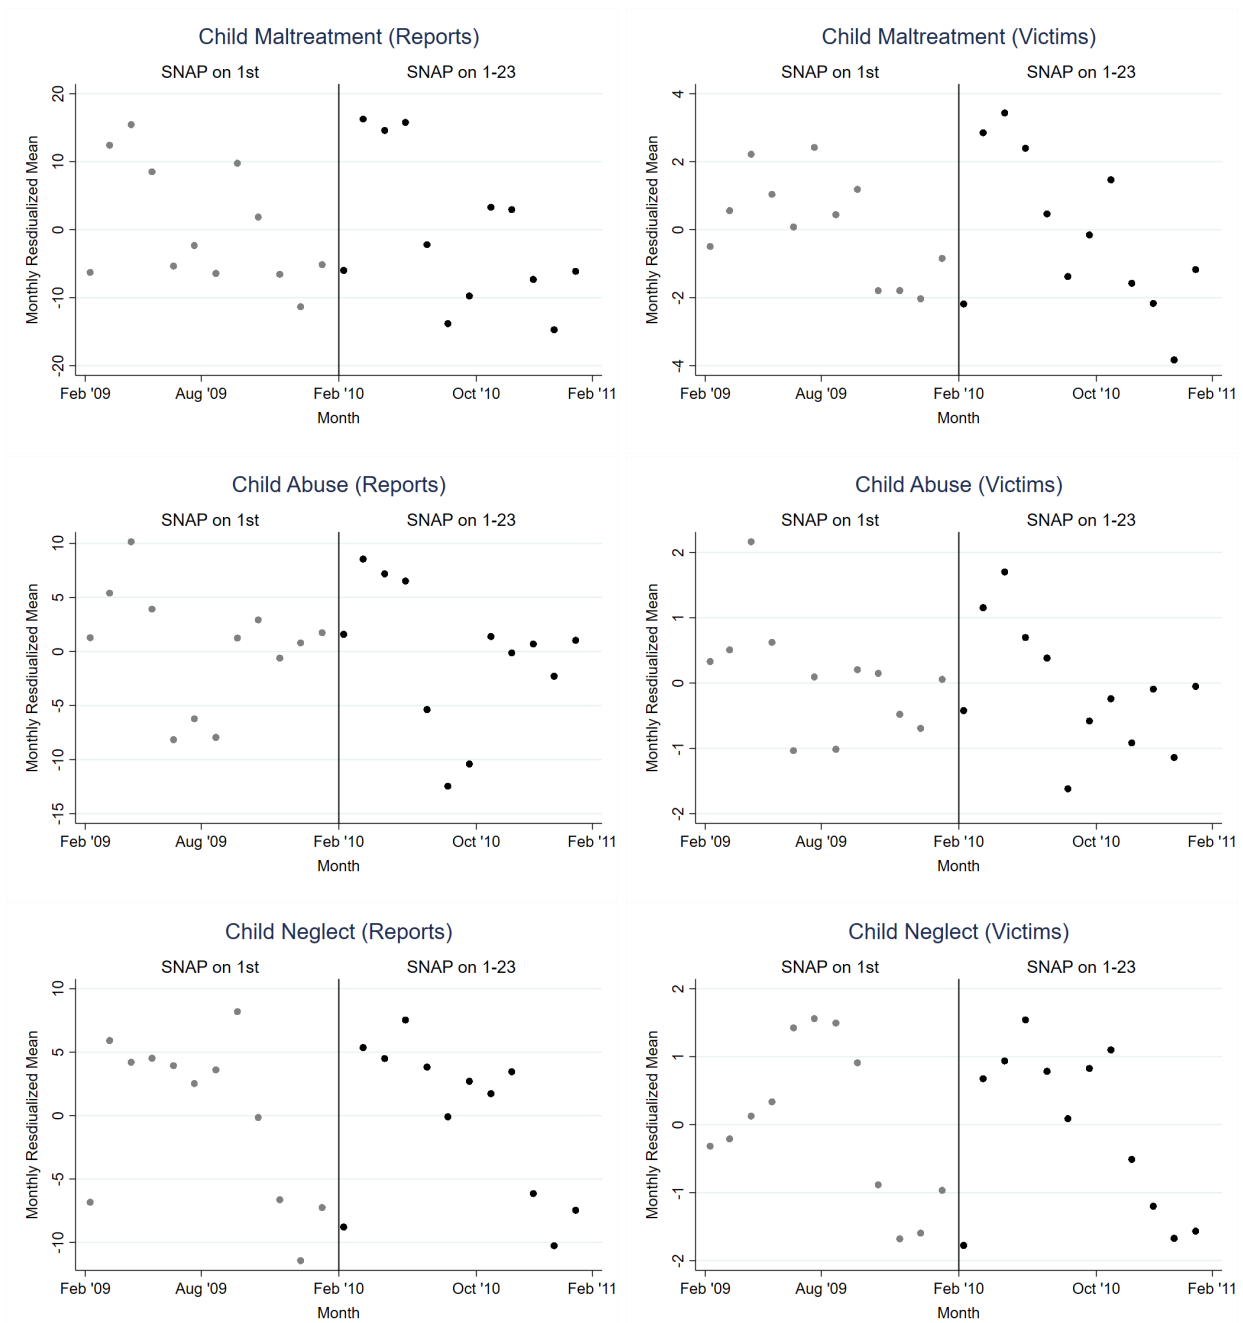 Child Maltreatment (Reports)
SNAP on 1st SNAP on 1-23
Monthly Resdiualized Mean
20
10
0
-10
-20
Feb '09 Aug '09 Feb '10 Oct '10 Feb '11
Month
Child Maltreatment (Victims)
SNAP on 1st SNAP on 1-23
Monthly Resdiualized Mean
4
2
0
-2
-4
Feb '09 Aug '09 Feb '10 Oct '10 Feb '11
Month
Child Abuse (Reports)
SNAP on 1st SNAP on 1-23
Monthly Resdiualized Mean
10
5
0
-5
-10
-15
Feb '09 Aug '09 Feb '10 Oct '10 Feb '11
Month
Child Abuse (Victims)
SNAP on 1st SNAP on 1-23
Monthly Resdiualized Mean
2
1
0
-1
-2
Feb '09 Aug '09 Feb '10 Oct '10 Feb '11
Month
Child Neglect (Reports)
SNAP on 1st SNAP on 1-23
Monthly Resdiualized Mean
10
5
0
-5
-10
Feb '09 Aug '09 Feb '10 Oct '10 Feb '11
Month
Child Neglect (Victims)
SNAP on 1st SNAP on 1-23
Monthly Resdiualized Mean
2
1
0
-1
-2
Feb '09 Aug '09 Feb '10 Oct '10 Feb '11
Month